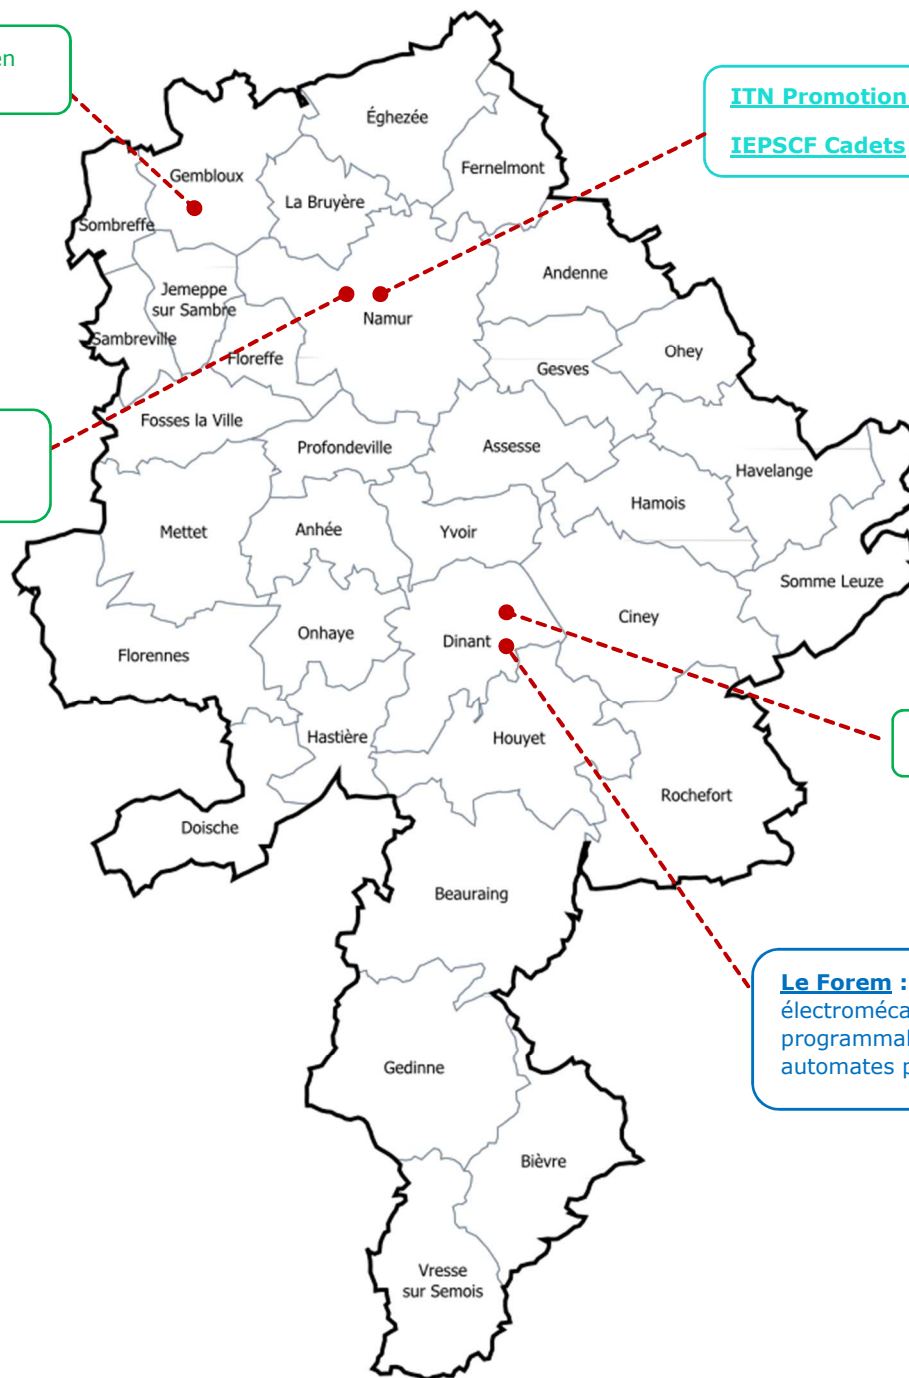 en
ITN Promotion
IEPSCF Cadets
Éghezée
Fernelmont
Gembloux
La Bruyère
Sombreffe
Andenne
Jemeppe
sur Sambre
Namur
Sambreville
Floreffe
Ohey
Gesves
Fosses la Ville
Profondeville
Assesse
Havelange
Hamois
Mettet
Anhée
Yvoir
Somme Leuze
Ciney
Onhaye
Dinant
Florennes
Hastière
Houyet
Rochefort
Doische
Beauraing
Le Forem :
électroméca
automates p
Gedinne
Bièvre
Vresse
sur Semois